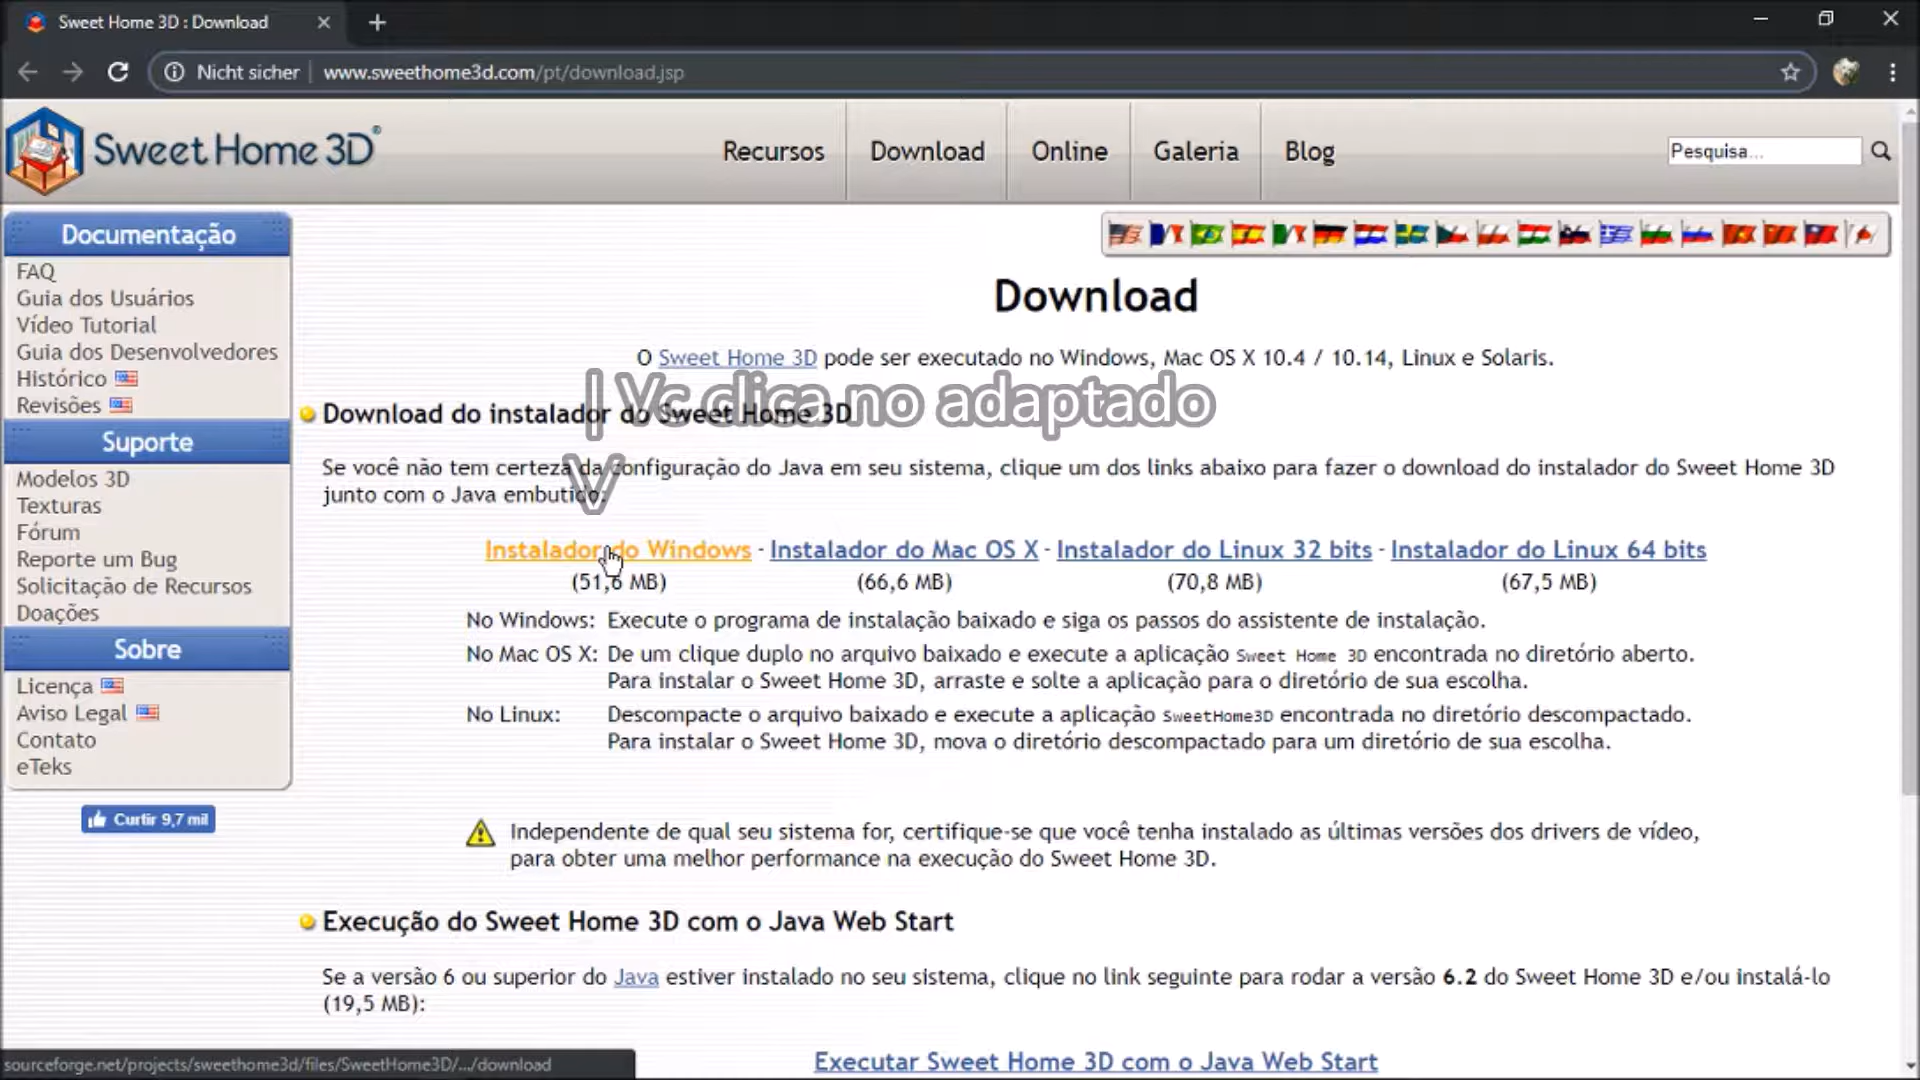 Sweet Home 3D : Download
Nicht sicher
www.sweethome3d.com/pt/download.jsp
Sweet Home 3D®
Recursos
Download
Online
Galeria
Blog
Pesquisa...
Documentação
FAQ
Guia dos Usuários
Vídeo Tutorial
Guia dos Desenvolvedores
Histórico
Revisões
Suporte
Modelos 3D
Texturas
Fórum
Reporte um Bug
Solicitação de Recursos
Doações
Sobre
Licença
Aviso Legal
Contato
eTeks
Curtir 9,7 mil
Download
O Sweet Home 3D pode ser executado no Windows, Mac OS X 10.4 / 10.14, Linux e Solaris.
| Vc clica no adaptado
V
Download do instalador do Sweet Home 3D
Se você não tem certeza da configuração do Java em seu sistema, clique um dos links abaixo para fazer o download do instalador do Sweet Home 3D
junto com o Java embutido:
Instalador do Windows - Instalador do Mac OS X - Instalador do Linux 32 bits - Instalador do Linux 64 bits
(51,6 MB) (66,6 MB) (70,8 MB) (67,5 MB)
No Windows: Execute o programa de instalação baixado e siga os passos do assistente de instalação.
No Mac OS X: De um clique duplo no arquivo baixado e execute a aplicação Sweet Home 3D encontrada no diretório aberto.
Para instalar o Sweet Home 3D, arraste e solte a aplicação para o diretório de sua escolha.
No Linux: Descompacte o arquivo baixado e execute a aplicação SweetHome3D encontrada no diretório descompactado.
Para instalar o Sweet Home 3D, mova o diretório descompactado para um diretório de sua escolha.
Independente de qual seu sistema for, certifique-se que você tenha instalado as últimas versões dos drivers de vídeo,
para obter uma melhor performance na execução do Sweet Home 3D.
Execução do Sweet Home 3D com o Java Web Start
Se a versão 6 ou superior do Java estiver instalado no seu sistema, clique no link seguinte para rodar a versão 6.2 do Sweet Home 3D e/ou instalá-lo
(19,5 MB):
Executar Sweet Home 3D com o Java Web Start
sourceforge.net/projects/sweethome3d/files/SweetHome3D/.../download